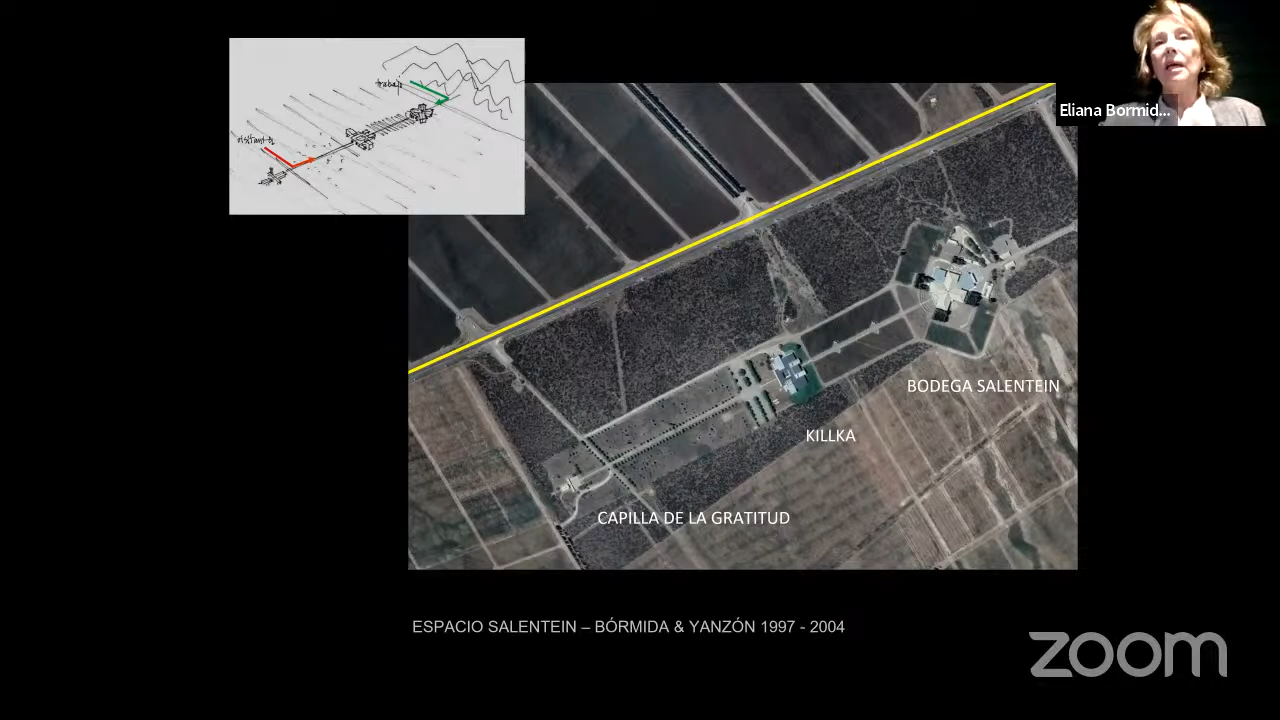 trabajo
visitantes
Eliana Bormid...
BODEGA SALENTEIN
KILLKA
CAPILLA DE LA GRATITUD
ESPACIO SALENTEIN – BÓRMIDA & YANZÓN 1997 - 2004
zoom